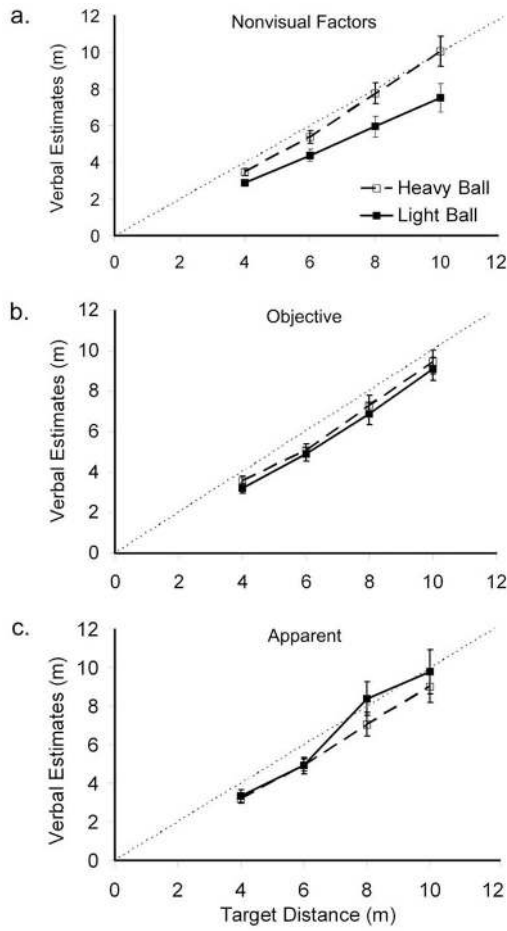 a.
Nonvisual Factors
Verbal Estimates (m)
12
10
8
6
4
2
0
Heavy Ball
Light Ball
0 2 4 6 8 10 12
b.
Objective
Verbal Estimates (m)
12
10
8
6
4
2
0
0 2 4 6 8 10 12
c.
Apparent
Verbal Estimates (m)
12
10
8
6
4
2
0
0 2 4 6 8 10 12
Target Distance (m)